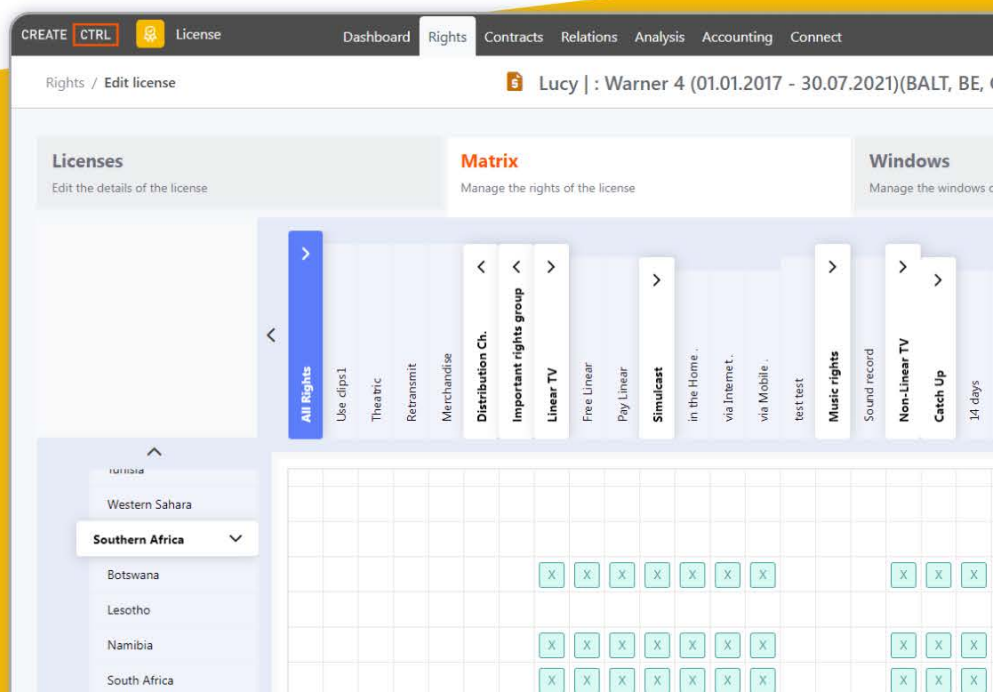 CREATE CTRL License Dashboard Rights Contracts Relations Analysis Accounting Connect
Rights / Edit license Lucy | : Warner 4 (01.01.2017 - 30.07.2021)(BALT, BE,
Licenses Matrix Windows
Edit the details of the license Manage the rights of the license Manage the windows
All Rights
Use clips1
Theatric
Retransmit
Merchandise
Distribution Ch.
Important rights group
Linear TV
Free Linear
Pay Linear
Simulcast
in the Home .
via Internet.
via Mobile .
test test
Music rights
Sound record
Non-Linear TV
Catch Up
14 days
Tunisia
Western Sahara
Southern Africa
Botswana X X X X X X X X X X
Lesotho
Namibia X X X X X X X X X X
South Africa X X X X X X X X X X